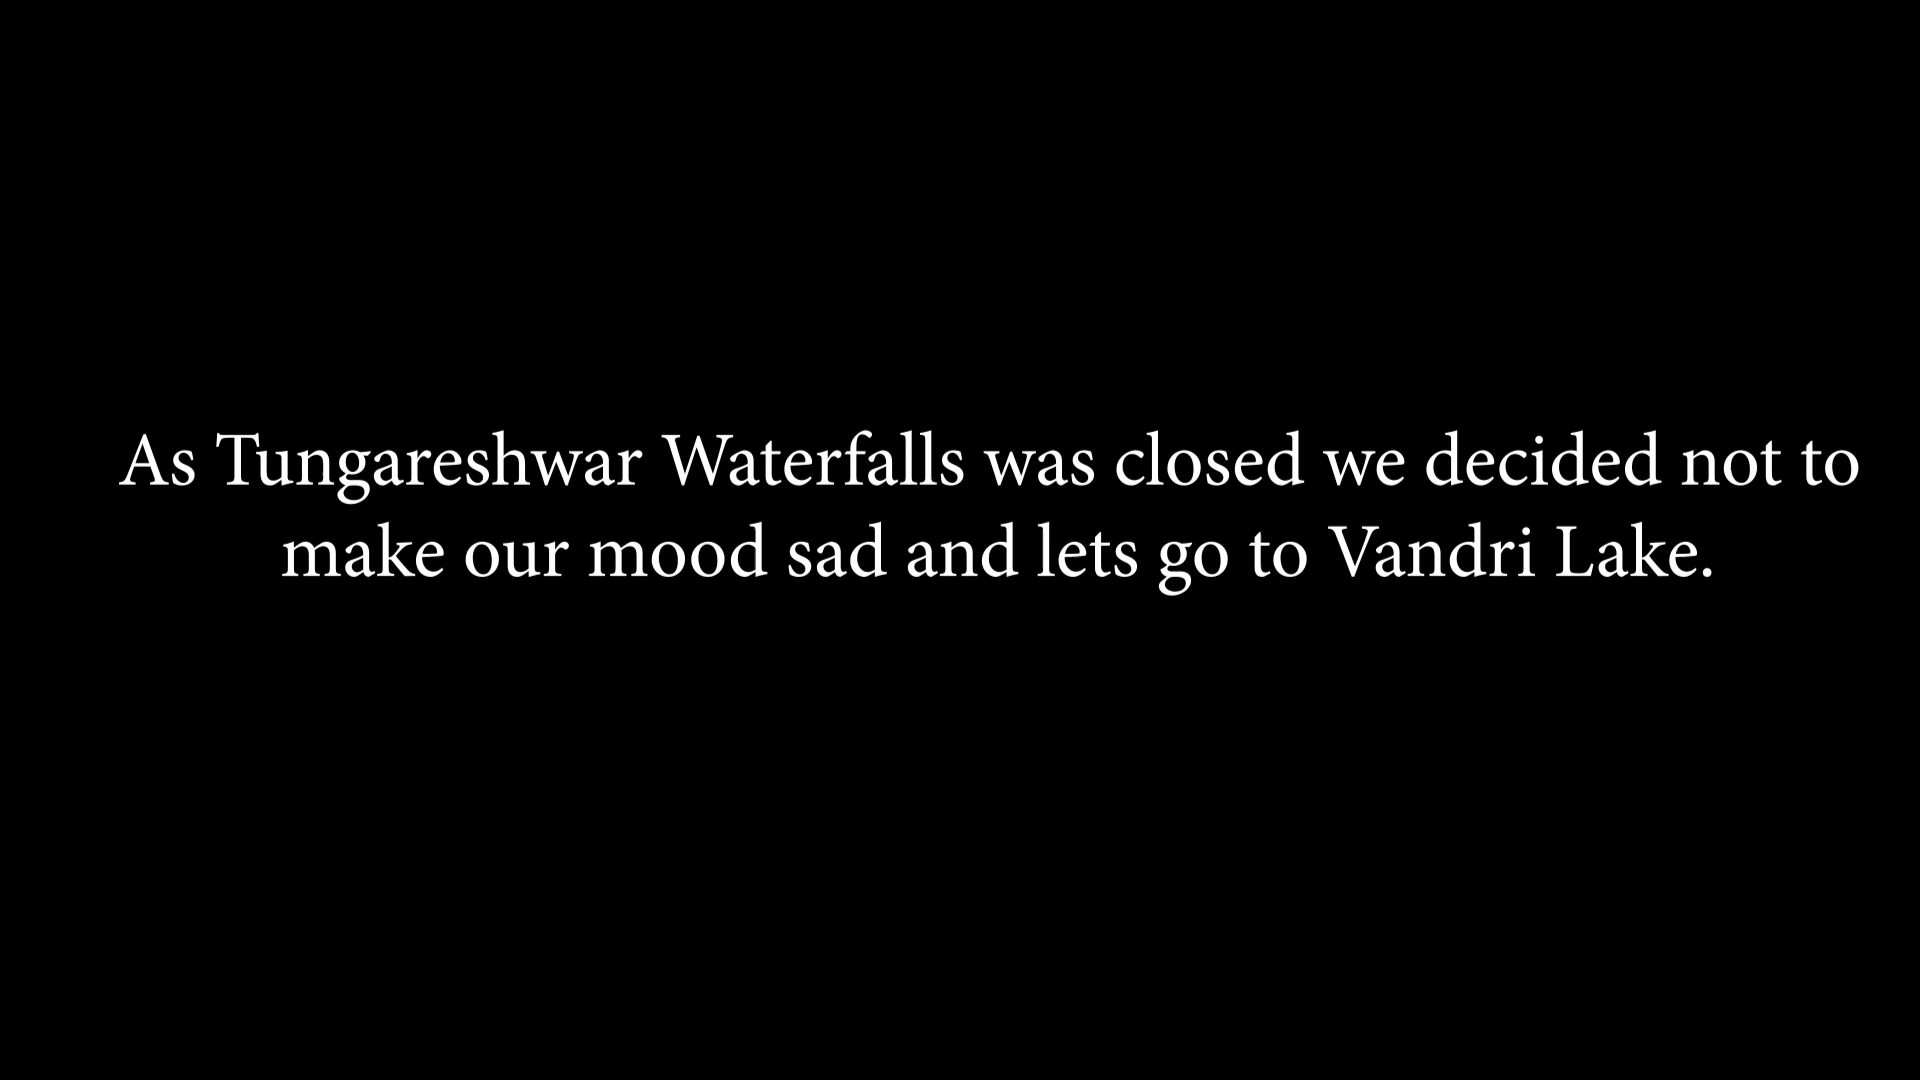 As Tungareshwar Waterfalls was closed we decided not to
make our mood sad and lets go to Vandri Lake.